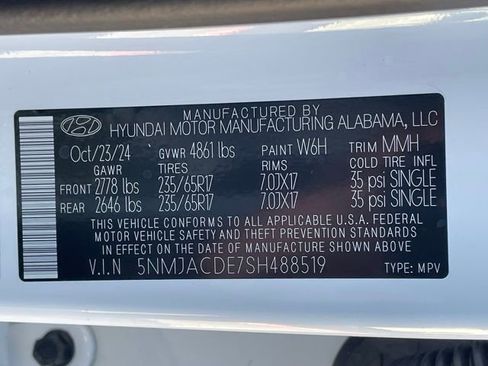 MANUFACTURED BY
HYUNDAI MOTOR MANUFACTURING ALABAMA, LLC
Oct/23/24 GVWR 4861 lbs PAINT W6H TRIM MMH
GAWR TIRES RIMS COLD TIRE INFL
FRONT 2778 lbs 235/65R17 7.0JX17 35 psi SINGLE
REAR 2646 lbs 235/65R17 7.0JX17 35 psi SINGLE
THIS VEHICLE CONFORMS TO ALL APPLICABLE U.S.A. FEDERAL
MOTOR VEHICLE SAFETY AND THEFT PREVENTION STANDARDS
IN EFFECT ON THE DATE OF MANUFACTURE SHOWN ABOVE.
V.I.N 5NMJACDE7SH488519 TYPE: MPV